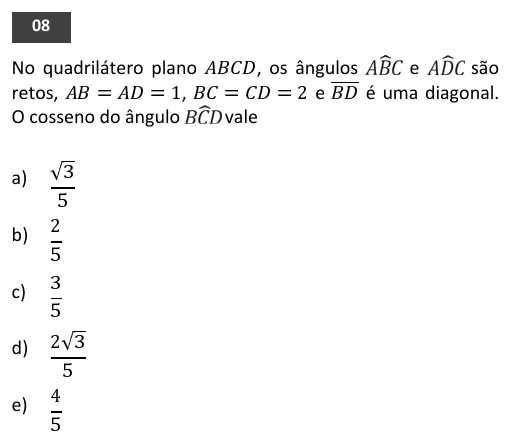 08
No quadrilátero plano ABCD, os ângulos AB̂C e AD̂C são
retos, AB = AD = 1, BC = CD = 2 e B̅D̅ é uma diagonal.
O cosseno do ângulo BĈD vale
a) √3/5
b) 2/5
c) 3/5
d) 2√3/5
e) 4/5